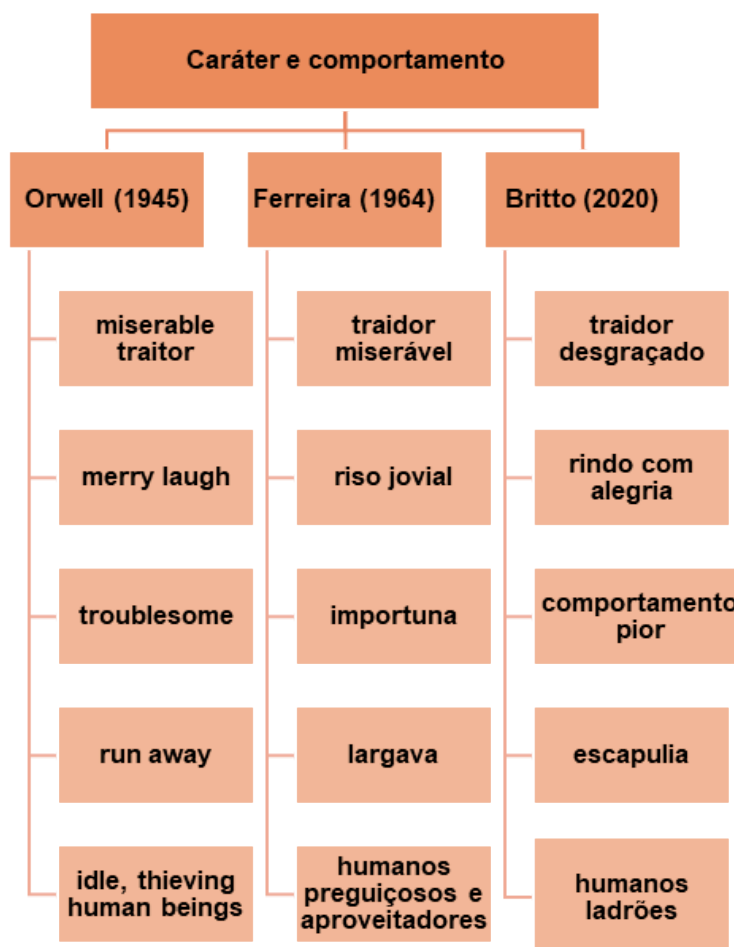 Caráter e comportamento
Orwell (1945)
Ferreira (1964)
Britto (2020)
miserable
traitor
traidor
miserável
traidor
desgraçado
merry laugh
riso jovial
rindo com
alegria
troublesome
importuna
comportamento
pior
run away
largava
escapulia
idle, thieving
human beings
humanos
preguiçosos e
aproveitadores
humanos
ladrões